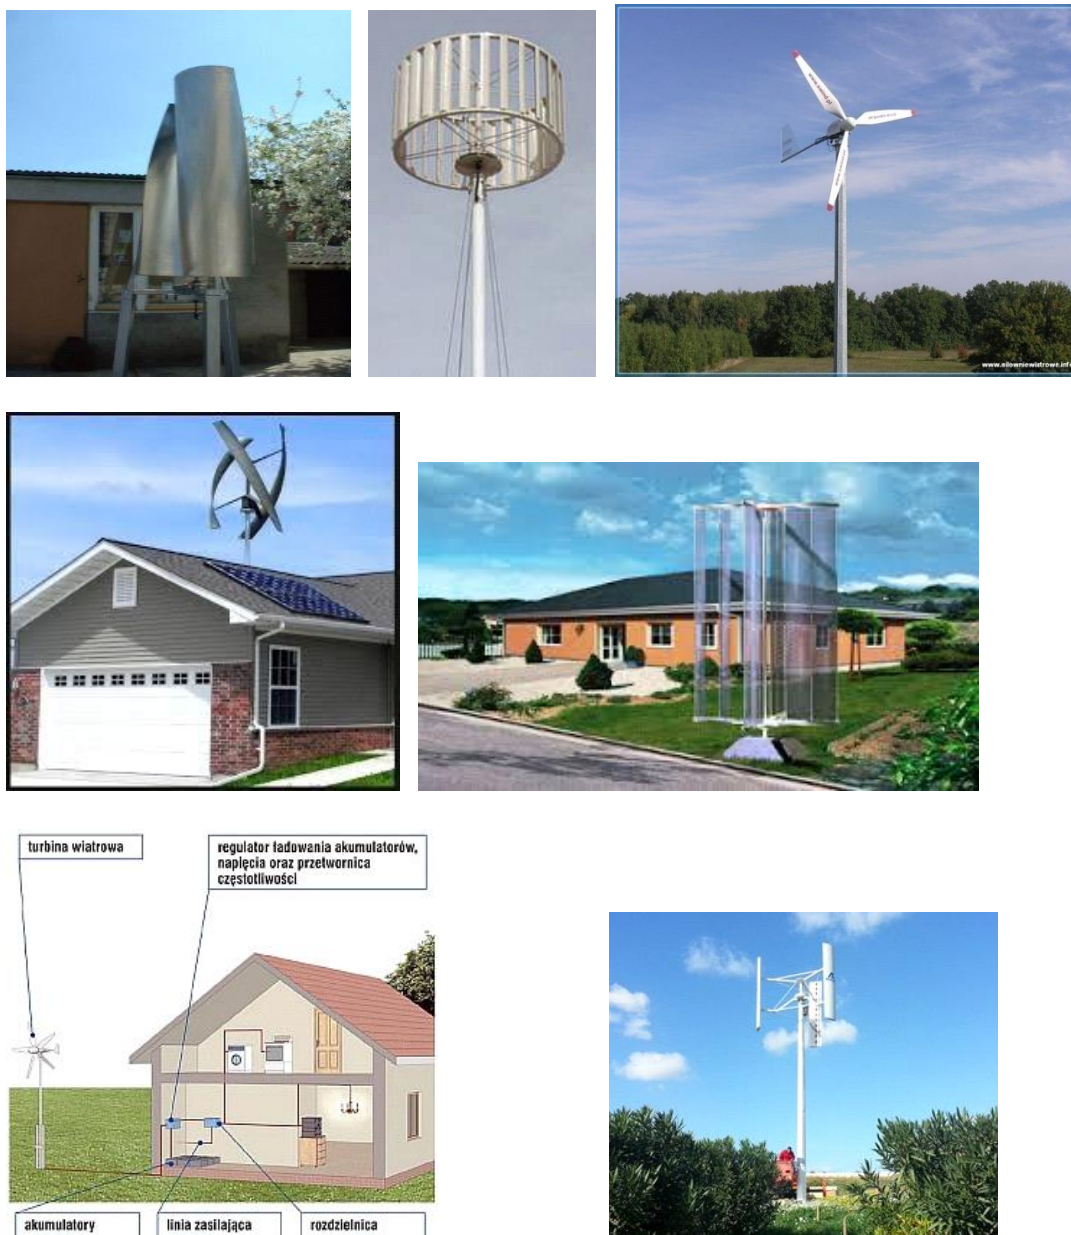 www.silowniewiatrowe.info
turbina wiatrowa
regulator ładowania akumulatorów,
napięcia oraz przetwornica
częstotliwości
akumulatory
linia zasilająca
rozdzielnica